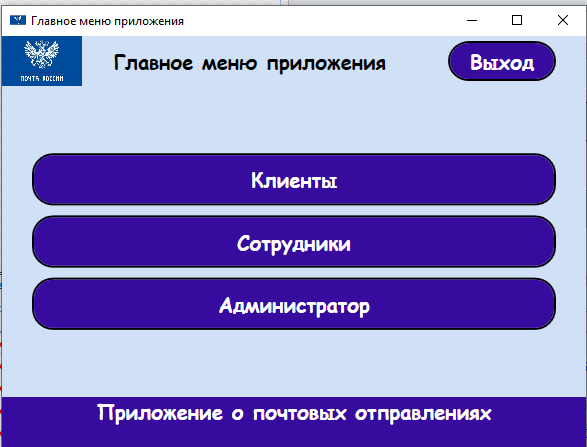 Главное меню приложения
ПОЧТА РОССИИ
Главное меню приложения
Выход
Клиенты
Сотрудники
Администратор
Приложение о почтовых отправлениях